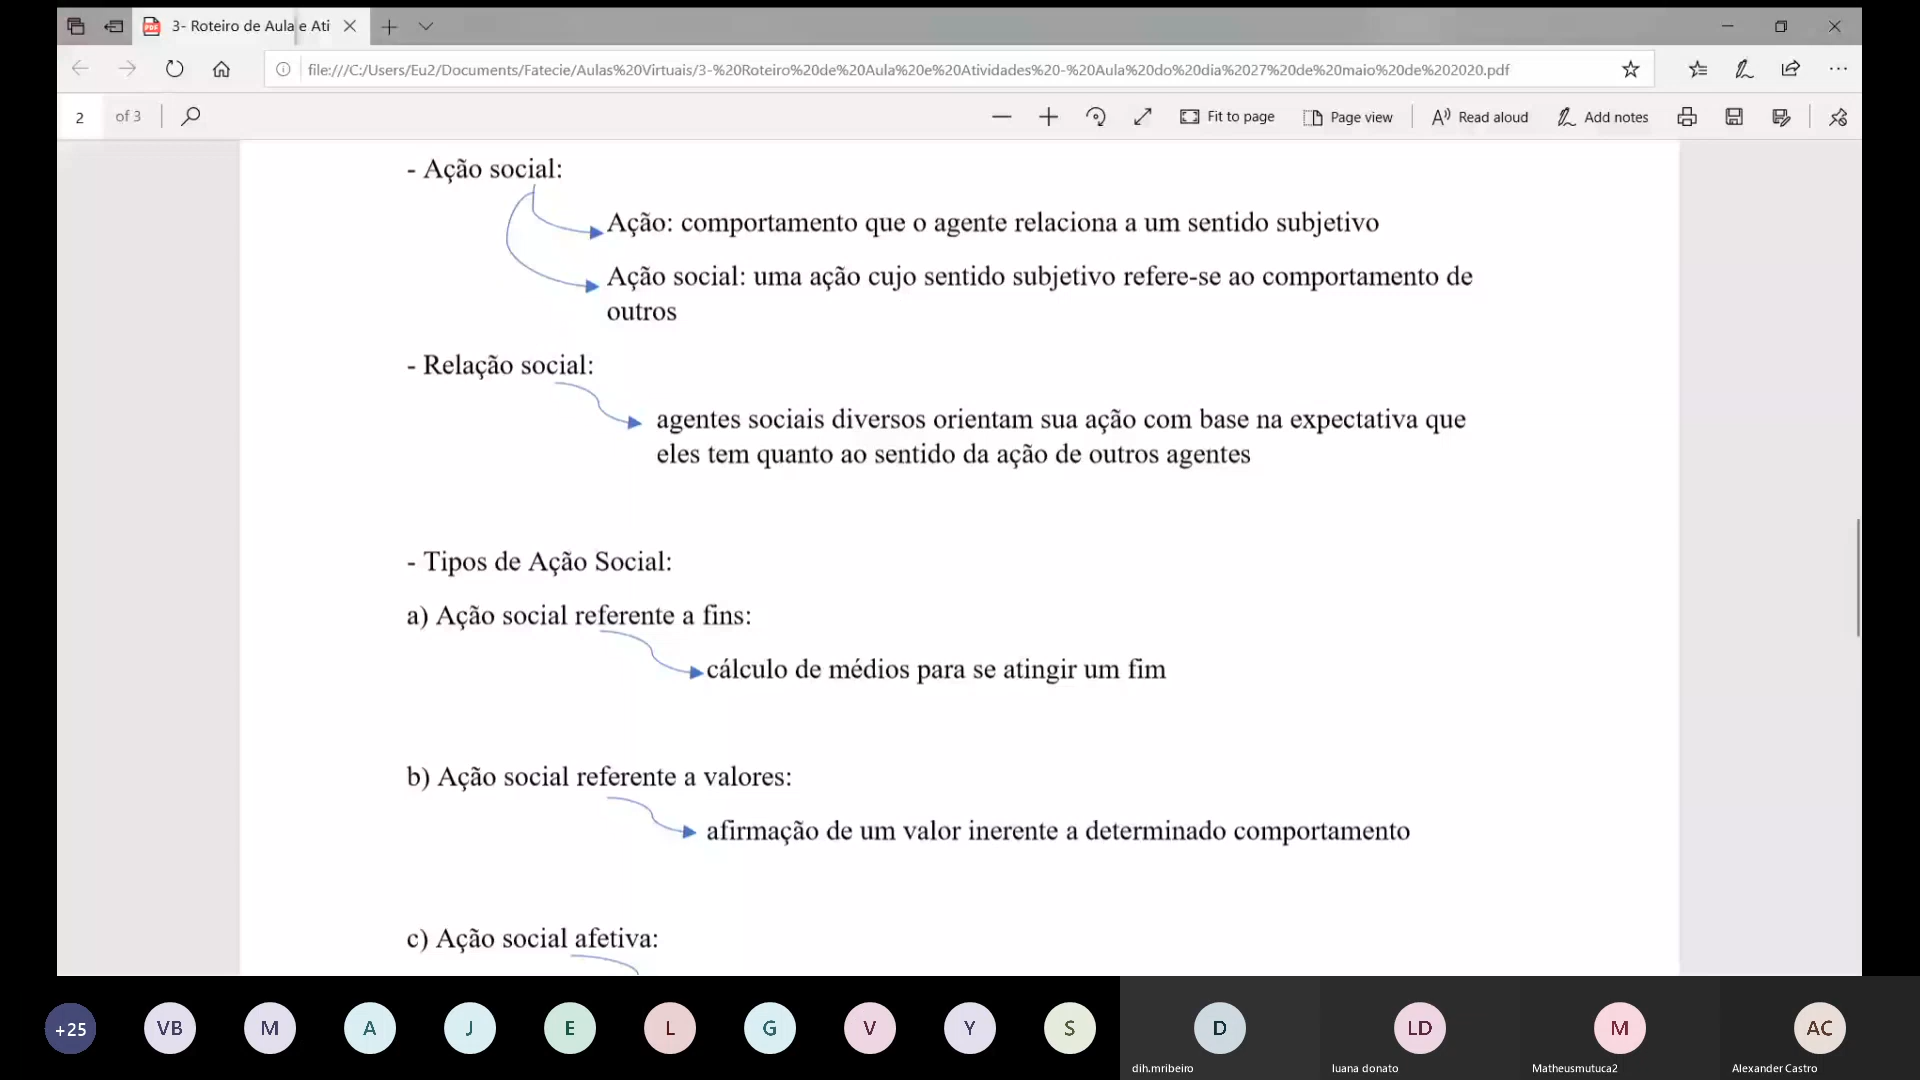 3- Roteiro de Aula e Ati
file:///C:/Users/Eu2/Documents/Fatecie/Aulas%20Virtuais/3-%20Roteiro%20de%20Aula%20e%20Atividades%20-%20Aula%20do%20dia%2027%20de%20maio%20de%202020.pdf
2 of 3 Fit to page Page view Read aloud Add notes
- Ação social:
Ação: comportamento que o agente relaciona a um sentido subjetivo
Ação social: uma ação cujo sentido subjetivo refere-se ao comportamento de
outros
- Relação social:
agentes sociais diversos orientam sua ação com base na expectativa que
eles tem quanto ao sentido da ação de outros agentes
- Tipos de Ação Social:
a) Ação social referente a fins:
cálculo de médios para se atingir um fim
b) Ação social referente a valores:
afirmação de um valor inerente a determinado comportamento
c) Ação social afetiva:
+25 VB M A J E L G V Y S D LD M AC
dih.mribeiro luana donato Matheusmutuca2 Alexander Castro